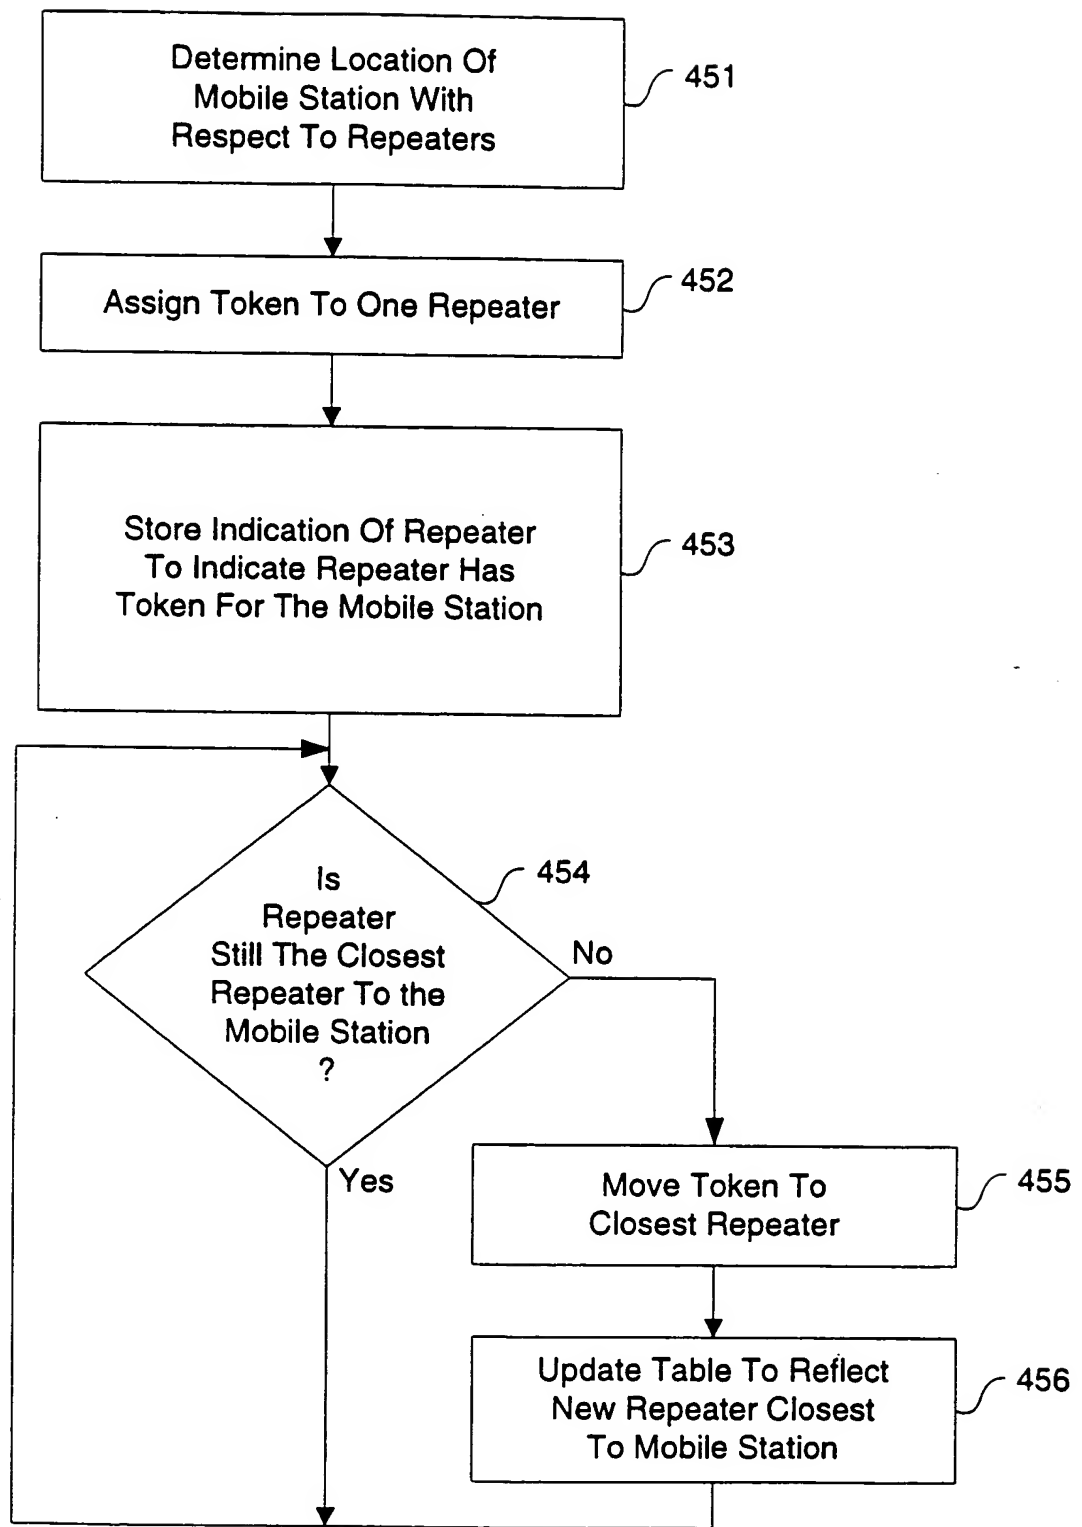 Determine Location Of
Mobile Station With
Respect To Repeaters
451
Assign Token To One Repeater
452
Store Indication Of Repeater
To Indicate Repeater Has
Token For The Mobile Station
453
Is
Repeater
Still The Closest
Repeater To the
Mobile Station
?
454
No
Yes
Move Token To
Closest Repeater
455
Update Table To Reflect
New Repeater Closest
To Mobile Station
456